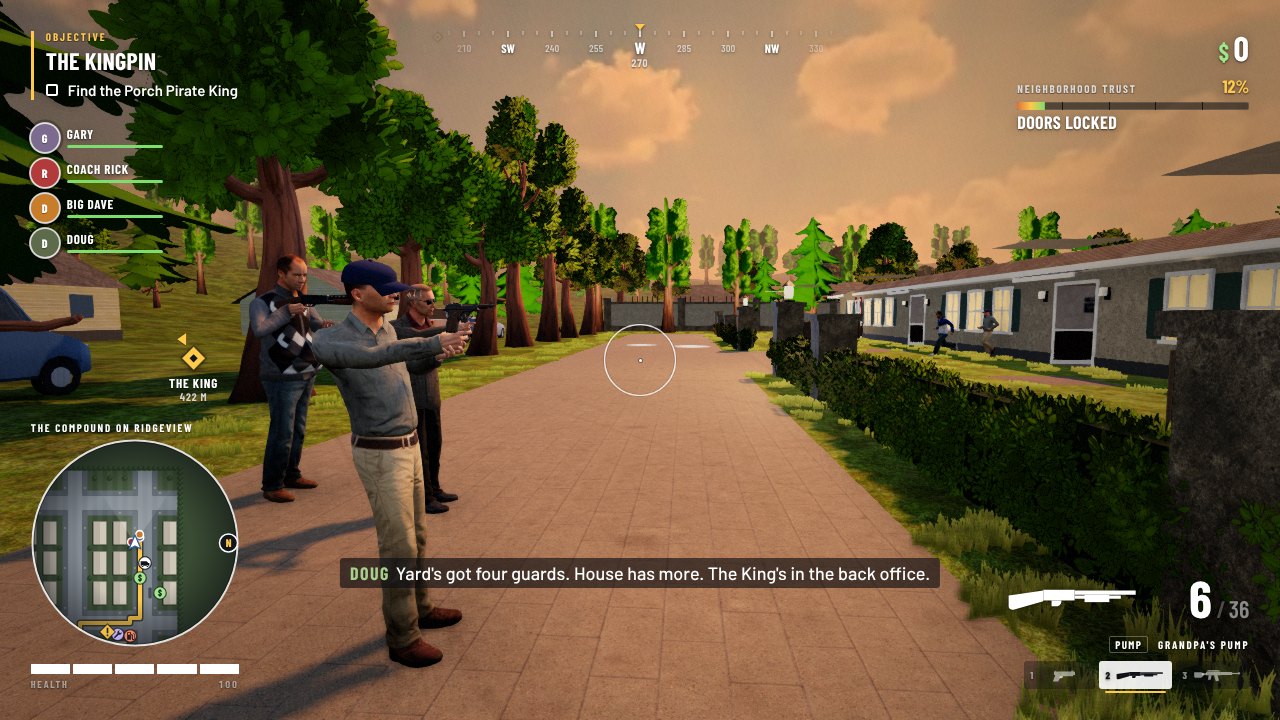 OBJECTIVE
THE KINGPIN
Find the Porch Pirate King
G GARY
R COACH RICK
D BIG DAVE
D DOUG
210 SW 240 255 W 285 300 NW 330
270
$0
NEIGHBORHOOD TRUST 12%
DOORS LOCKED
THE KING
422 M
THE COMPOUND ON RIDGEVIEW
N
$
$
!
DOUG Yard's got four guards. House has more. The King's in the back office.
6 / 36
PUMP GRANDPA'S PUMP
1 2 3
HEALTH 100